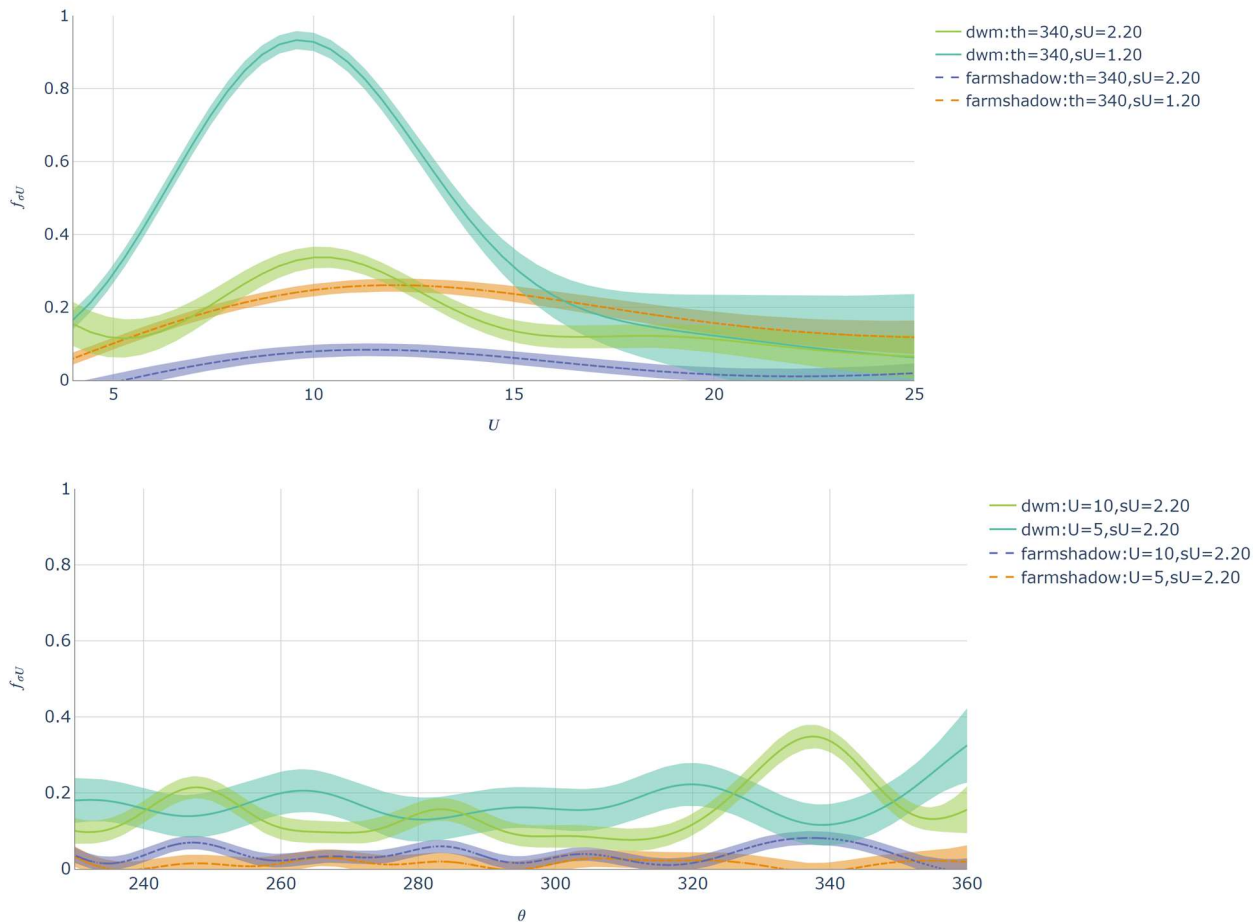 1
0.8
0.6
0.4
0.2
0
5
10
15
20
25
f_σU
U
dwm:th=340,sU=2.20
dwm:th=340,sU=1.20
farmshadow:th=340,sU=2.20
farmshadow:th=340,sU=1.20
1
0.8
0.6
0.4
0.2
0
240
260
280
300
320
340
360
f_σU
θ
dwm:U=10,sU=2.20
dwm:U=5,sU=2.20
farmshadow:U=10,sU=2.20
farmshadow:U=5,sU=2.20